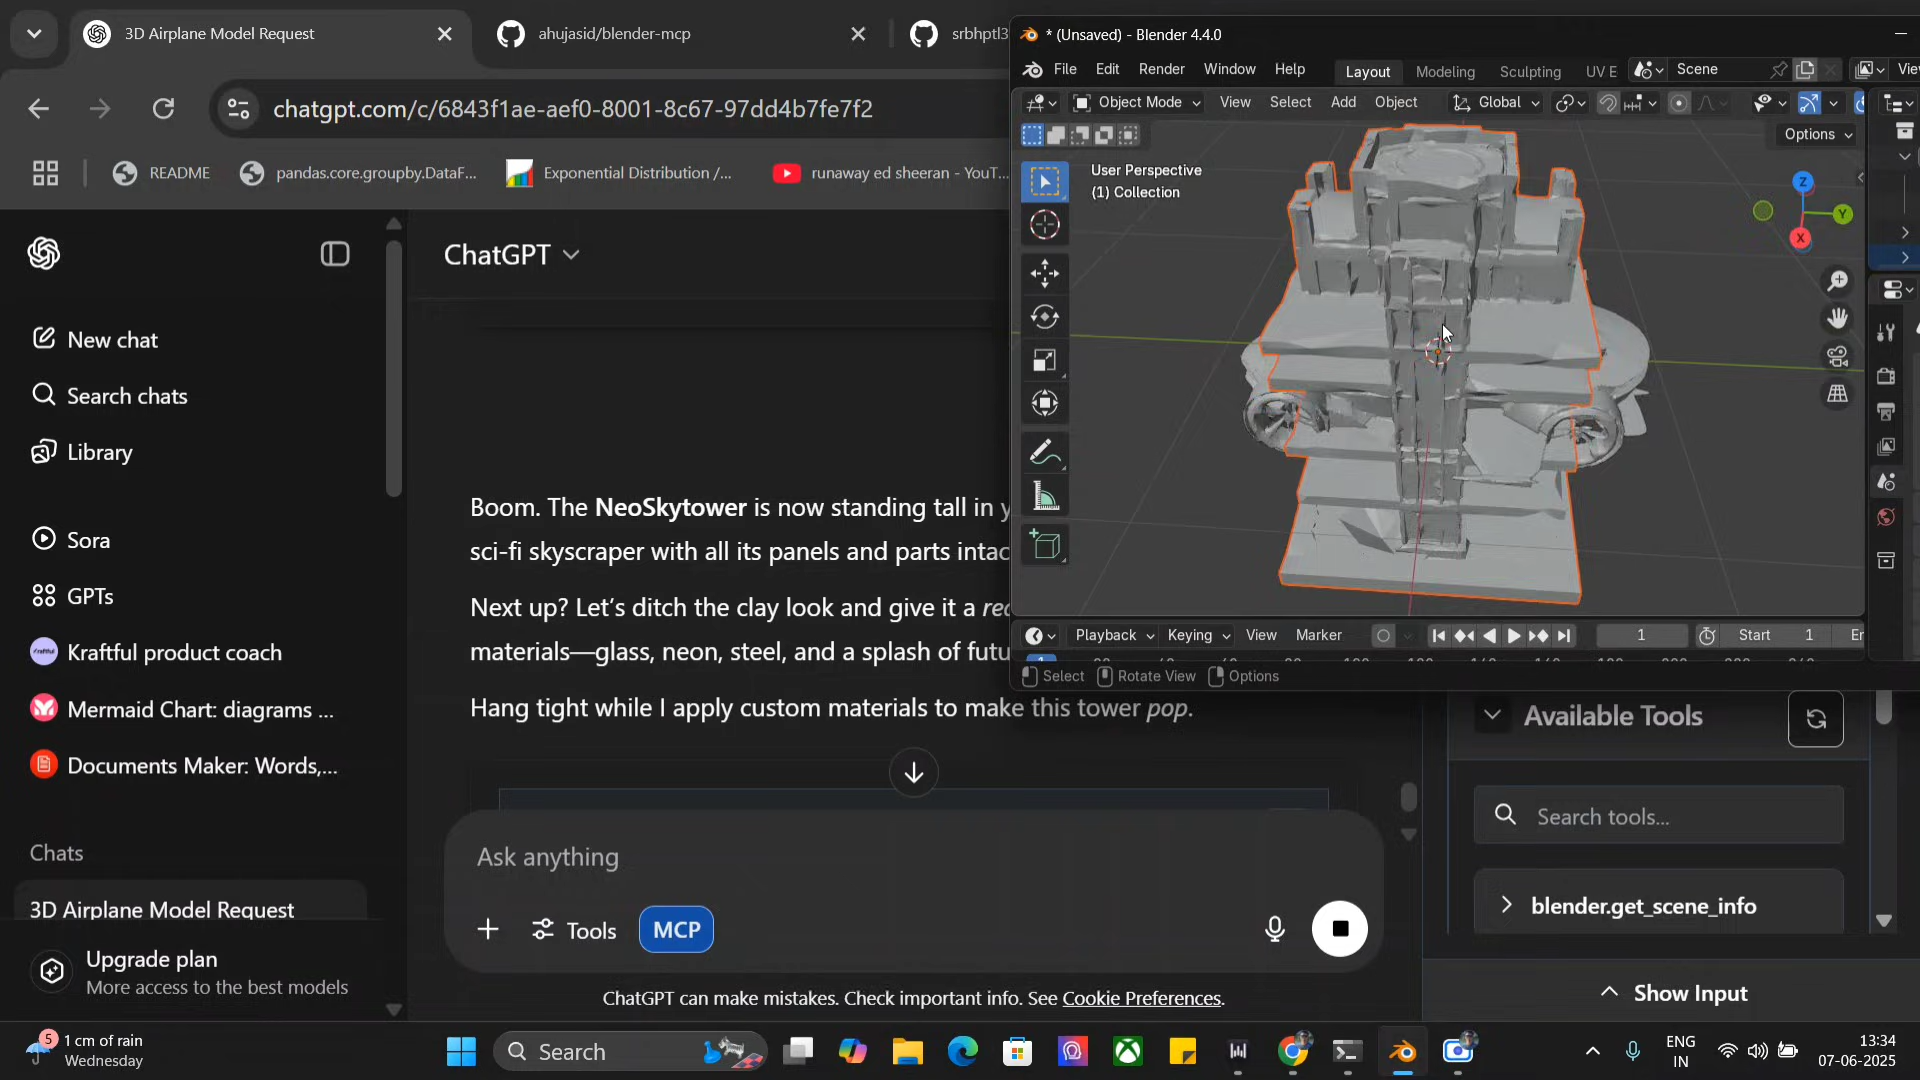 3D Airplane Model Request
ahujasid/blender-mcp
srbhptl3
chatgpt.com/c/6843f1ae-aef0-8001-8c67-97dd4b7fe7f2
README
pandas.core.groupby.DataF...
Exponential Distribution /...
runaway ed sheeran - YouT...
New chat
Search chats
Library
Sora
GPTs
Kraftful product coach
Mermaid Chart: diagrams ...
Documents Maker: Words,...
Chats
3D Airplane Model Request
Upgrade plan
More access to the best models
ChatGPT
Boom. The NeoSkytower is now standing tall in y
sci-fi skyscraper with all its panels and parts intac
Next up? Let's ditch the clay look and give it a rea
materials—glass, neon, steel, and a splash of futu
Hang tight while I apply custom materials to make this tower pop.
Ask anything
Tools
MCP
ChatGPT can make mistakes. Check important info. See Cookie Preferences.
* (Unsaved) - Blender 4.4.0
File Edit Render Window Help Layout Modeling Sculpting UV E Scene Vie
Object Mode View Select Add Object Global
Options
User Perspective
(1) Collection
Z
Y
X
Playback Keying View Marker 1 Start 1 Er
Select Rotate View Options
Available Tools
Search tools...
blender.get_scene_info
Show Input
5
1 cm of rain
Wednesday
Search
ENG
IN
13:34
07-06-2025